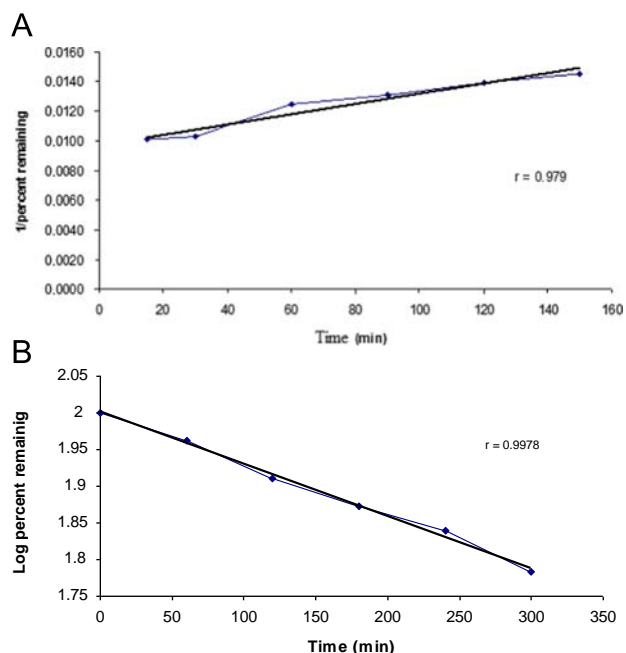 A
0.0160
0.0140
0.0120
0.0100
0.0080
0.0060
0.0040
0.0020
0.0000
1/percent remaining
r = 0.979
0 20 40 60 80 100 120 140 160
Time (min)
B
2.05
2
1.95
1.9
1.85
1.8
1.75
Log percent remainig
r = 0.9978
0 50 100 150 200 250 300 350
Time (min)